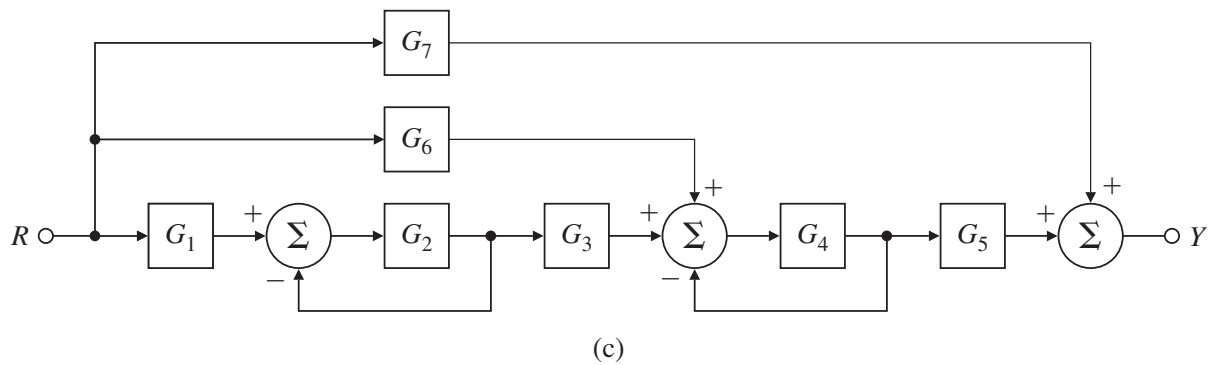 G₇
G₆
+
R G₁ + Σ G₂ G₃ + Σ G₄ G₅ + Σ + Y
− −
(c)